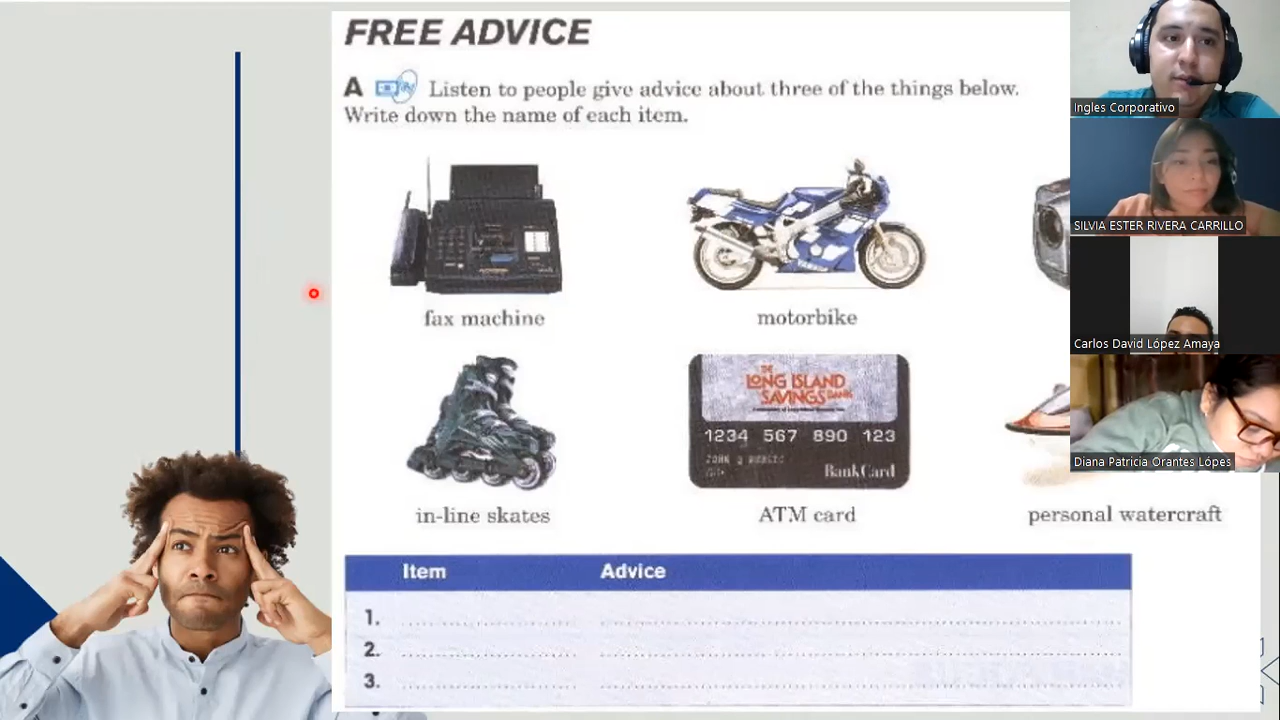 FREE ADVICE
A Listen to people give advice about three of the things below.
Write down the name of each item.
fax machine
motorbike
THE
LONG ISLAND
SAVINGS BANK
1234 567 890 123
BankCard
in-line skates
ATM card
personal watercraft
Item Advice
1.
2.
3.
Ingles Corporativo
SILVIA ESTER RIVERA CARRILLO
Carlos David López Amaya
Diana Patricia Orantes Lópes